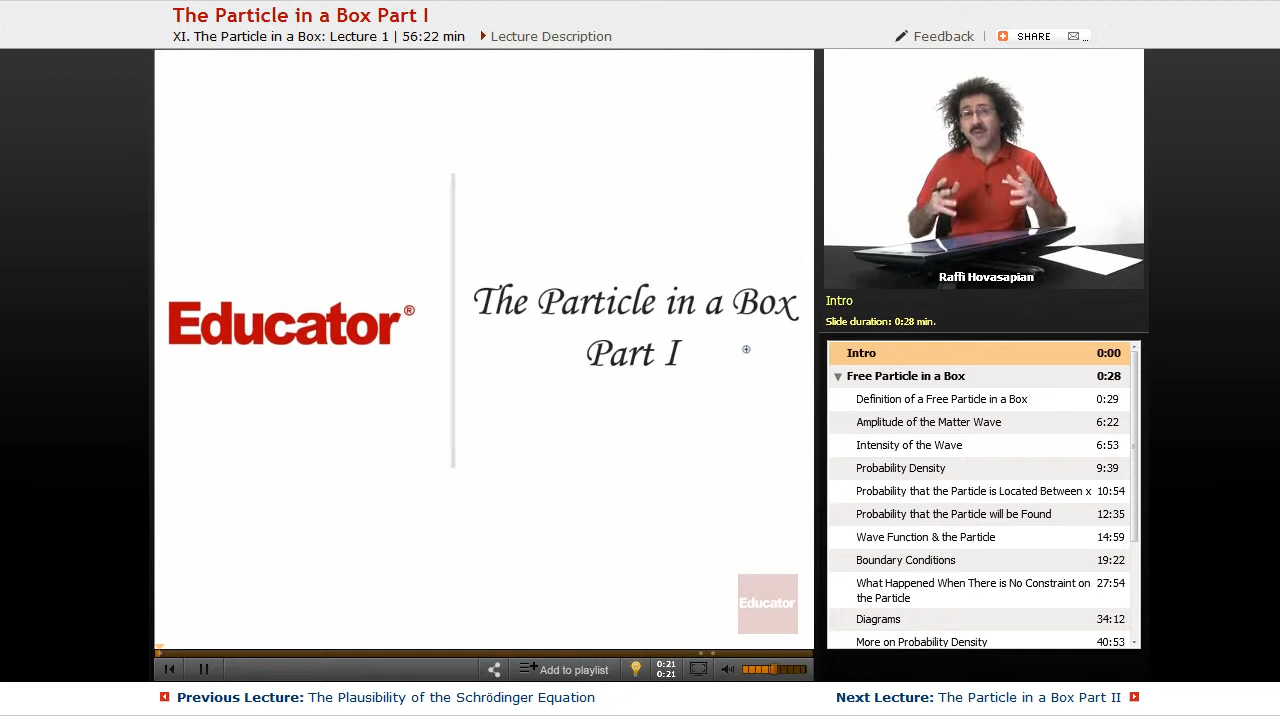 The Particle in a Box Part I
XI. The Particle in a Box: Lecture 1 | 56:22 min
Lecture Description
Feedback
SHARE
Educator®
The Particle in a Box
Part I
Educator
Raffi Hovasapian
Intro
Slide duration: 0:28 min.
Intro 0:00
Free Particle in a Box 0:28
Definition of a Free Particle in a Box 0:29
Amplitude of the Matter Wave 6:22
Intensity of the Wave 6:53
Probability Density 9:39
Probability that the Particle is Located Between x 10:54
Probability that the Particle will be Found 12:35
Wave Function & the Particle 14:59
Boundary Conditions 19:22
What Happened When There is No Constraint on 27:54
the Particle
Diagrams 34:12
More on Probability Density 40:53
Add to playlist
0:21
0:21
Previous Lecture: The Plausibility of the Schrödinger Equation
Next Lecture: The Particle in a Box Part II